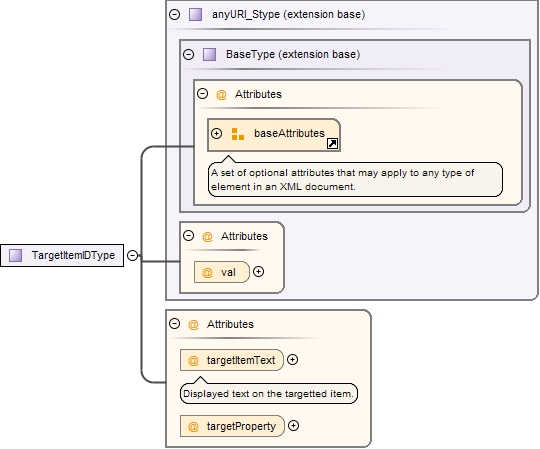 anyURI_Stype (extension base)
BaseType (extension base)
@ Attributes
baseAttributes
A set of optional attributes that may apply to any type of
element in an XML document.
@ Attributes
TargetItemIDType
@ val
@ Attributes
@ targetItemText
Displayed text on the targetted item.
@ targetProperty